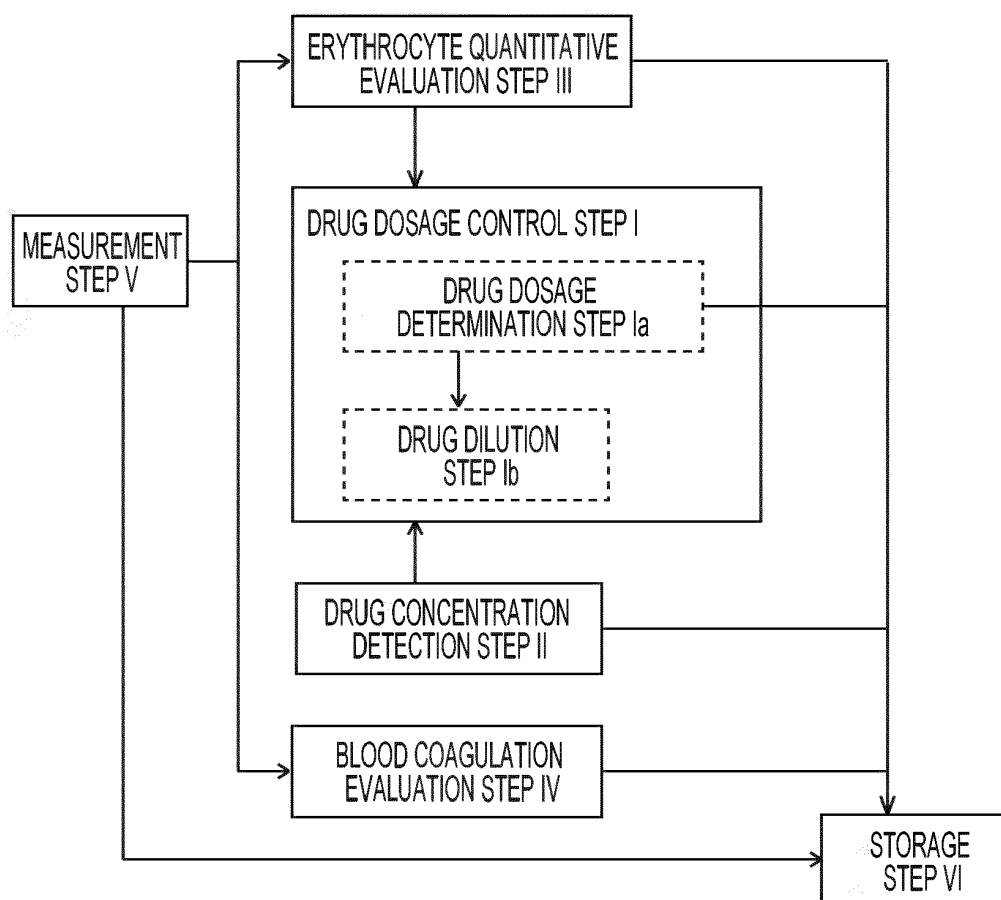 ERYTHROCYTE QUANTITATIVE
EVALUATION STEP III
DRUG DOSAGE CONTROL STEP I
MEASUREMENT
STEP V
DRUG DOSAGE
DETERMINATION STEP Ia
DRUG DILUTION
STEP Ib
DRUG CONCENTRATION
DETECTION STEP II
BLOOD COAGULATION
EVALUATION STEP IV
STORAGE
STEP VI